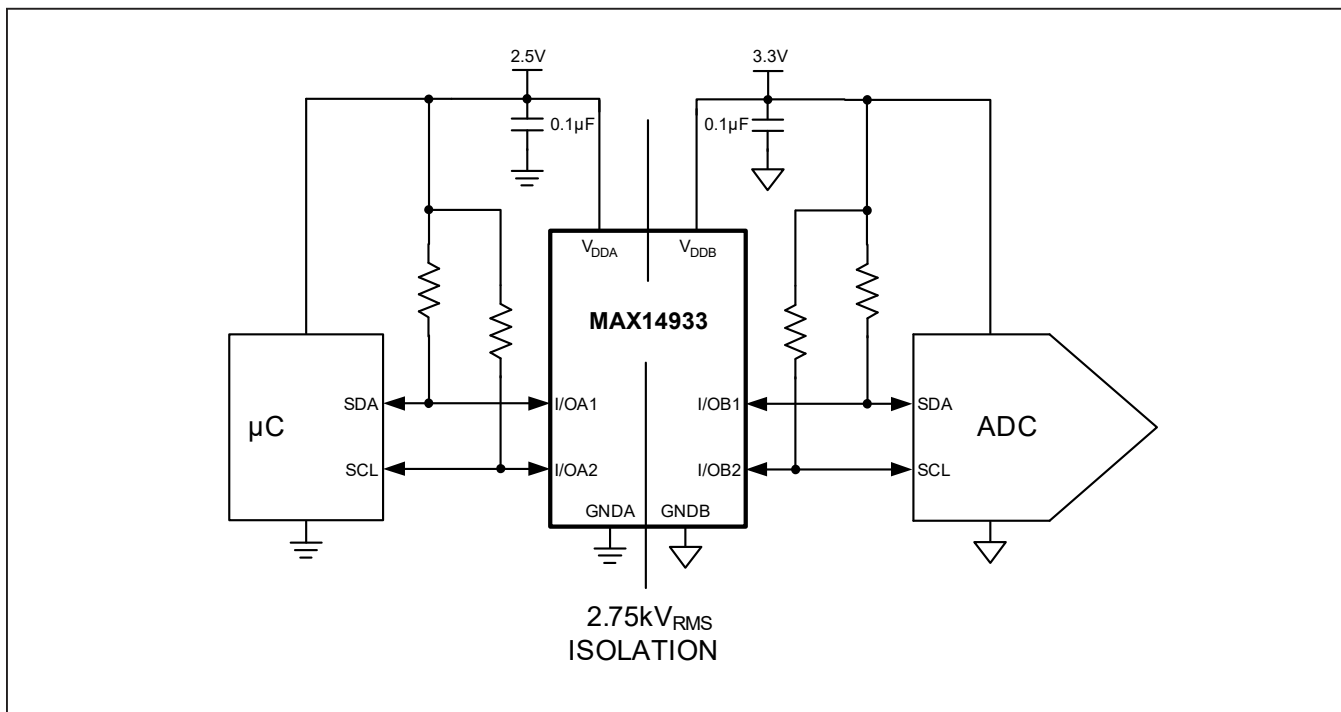 2.5V
3.3V
0.1µF
0.1µF
VDDA
VDDB
MAX14933
SDA
I/OA1
I/OB1
SDA
µC
ADC
SCL
I/OA2
I/OB2
SCL
GNDA
GNDB
2.75kVRMS
ISOLATION